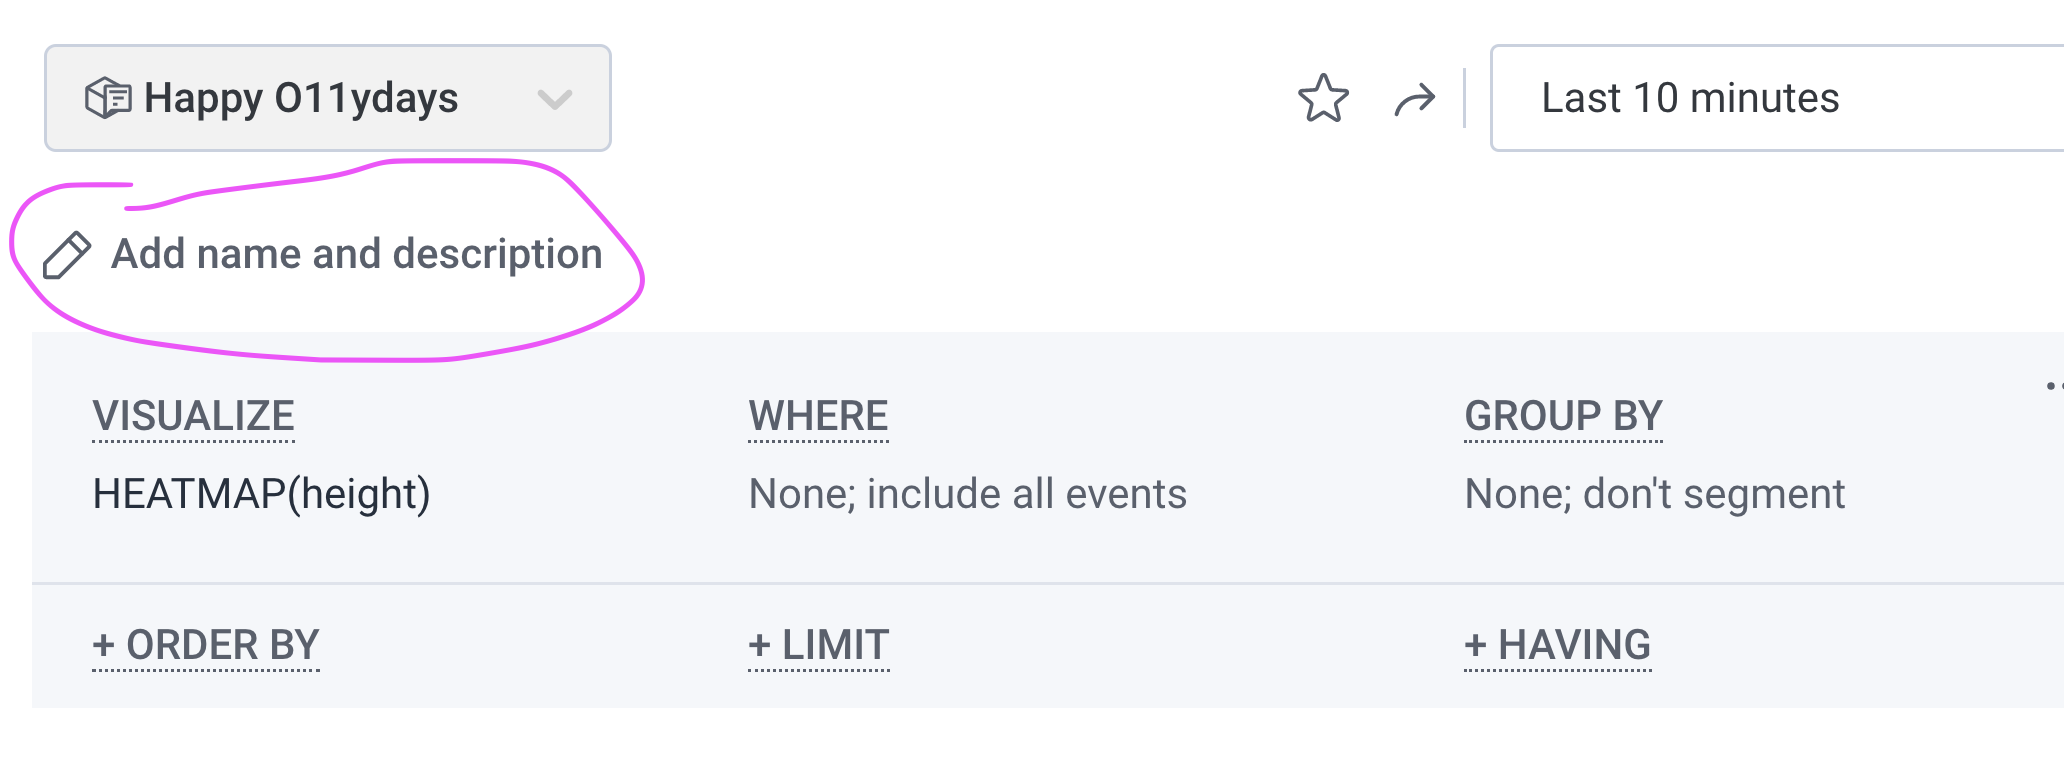 Happy O11ydays
Last 10 minutes
Add name and description
VISUALIZE WHERE GROUP BY
HEATMAP(height) None; include all events None; don't segment
+ ORDER BY + LIMIT + HAVING